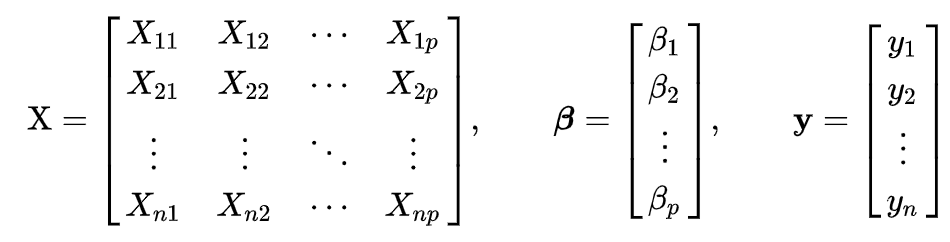 X = [ X₁₁ X₁₂ ⋯ X₁ₚ ; X₂₁ X₂₂ ⋯ X₂ₚ ; ⋮ ⋮ ⋱ ⋮ ; Xₙ₁ Xₙ₂ ⋯ Xₙₚ ], 𝜷 = [ β₁ ; β₂ ; ⋮ ; βₚ ], 𝐲 = [ y₁ ; y₂ ; ⋮ ; yₙ ]